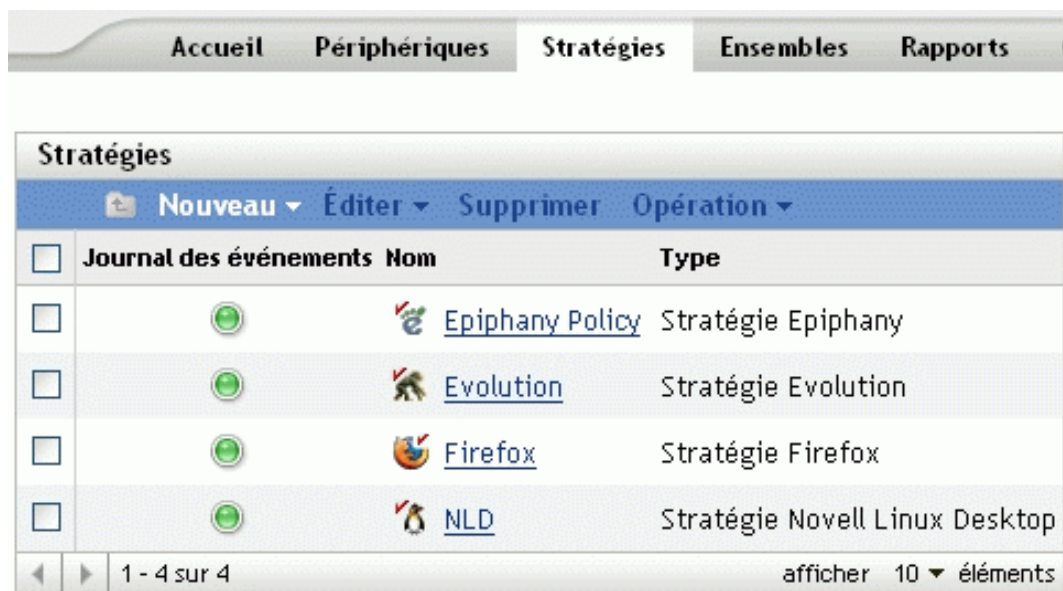 Accueil Périphériques Stratégies Ensembles Rapports
Stratégies
Nouveau Éditer Supprimer Opération
Journal des événements Nom Type
Epiphany Policy Stratégie Epiphany
Evolution Stratégie Evolution
Firefox Stratégie Firefox
NLD Stratégie Novell Linux Desktop
1 - 4 sur 4 afficher 10 éléments